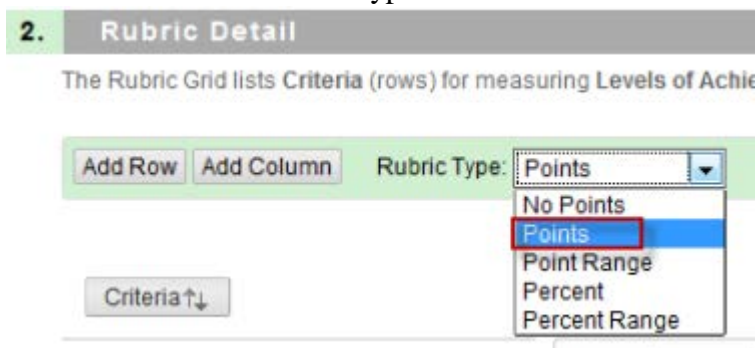 2. Rubric Detail
The Rubric Grid lists Criteria (rows) for measuring Levels of Achie
Add Row Add Column Rubric Type: Points
No Points
Points
Point Range
Percent
Percent Range
Criteria↑↓